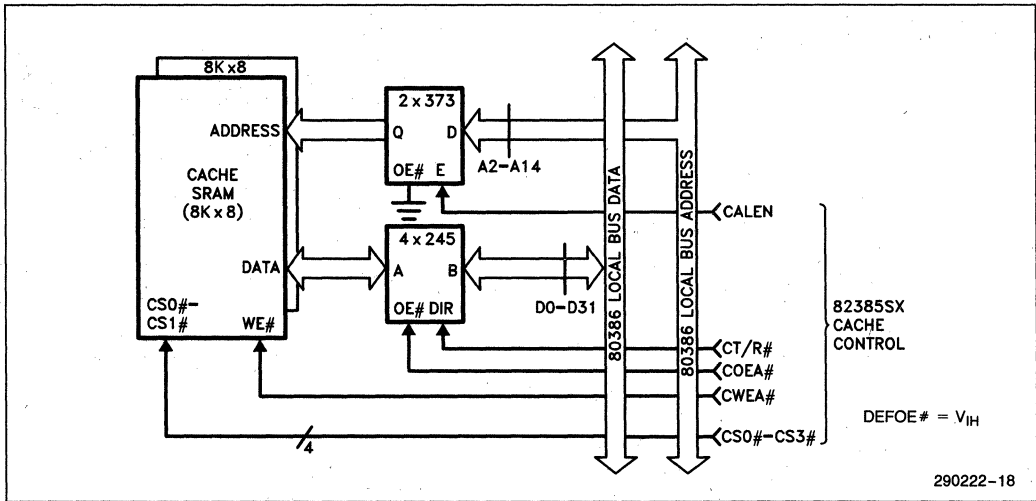 8K x 8
CACHE
SRAM
(8K x 8)
ADDRESS
DATA
CS0#-
CS1#
WE#
2 x 373
Q
D
OE#
E
A2-A14
4 x 245
A
B
OE#
DIR
D0-D31
80386 LOCAL BUS DATA
80386 LOCAL BUS ADDRESS
CALEN
CT/R#
COEA#
CWEA#
CS0#-CS3#
4
82385SX
CACHE
CONTROL
DEFOE# = VIH
290222-18